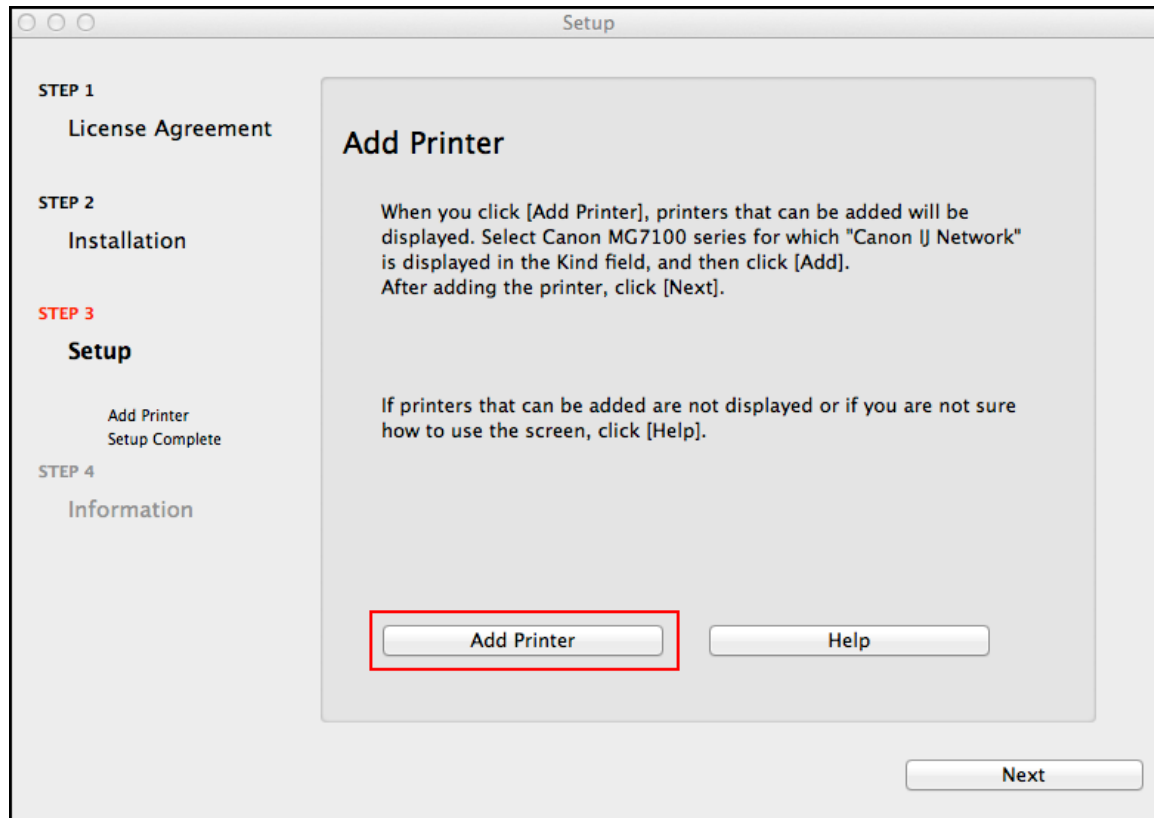 Setup
STEP 1
License Agreement
STEP 2
Installation
STEP 3
Setup
Add Printer
Setup Complete
STEP 4
Information
Add Printer
When you click [Add Printer], printers that can be added will be
displayed. Select Canon MG7100 series for which "Canon IJ Network"
is displayed in the Kind field, and then click [Add].
After adding the printer, click [Next].
If printers that can be added are not displayed or if you are not sure
how to use the screen, click [Help].
Add Printer
Help
Next